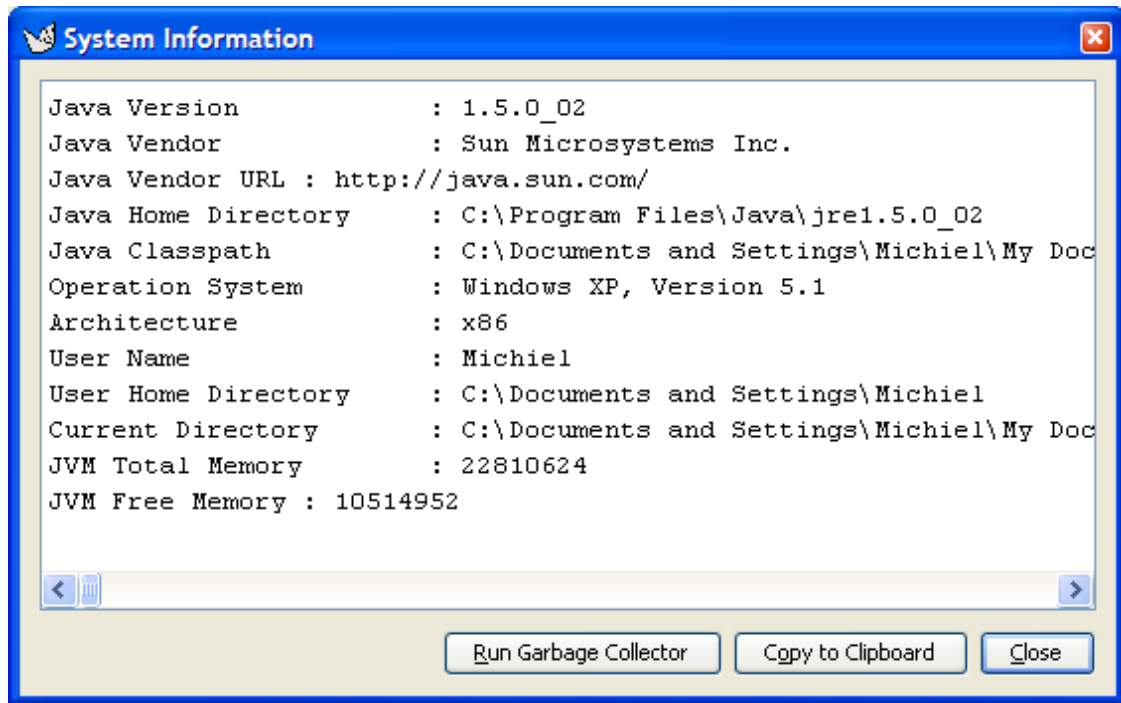 System Information
Java Version : 1.5.0_02
Java Vendor : Sun Microsystems Inc.
Java Vendor URL : http://java.sun.com/
Java Home Directory : C:\Program Files\Java\jre1.5.0_02
Java Classpath : C:\Documents and Settings\Michiel\My Doc
Operation System : Windows XP, Version 5.1
Architecture : x86
User Name : Michiel
User Home Directory : C:\Documents and Settings\Michiel
Current Directory : C:\Documents and Settings\Michiel\My Doc
JVM Total Memory : 22810624
JVM Free Memory : 10514952
Run Garbage Collector Copy to Clipboard Close